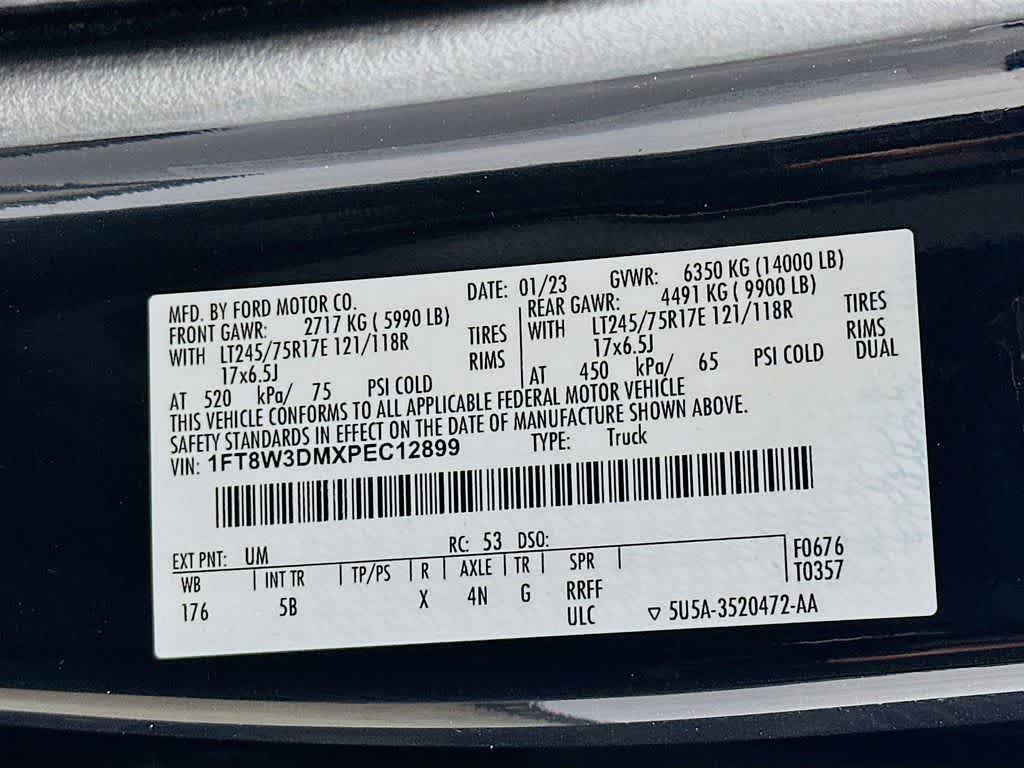 MFD. BY FORD MOTOR CO.
DATE: 01/23 GVWR: 6350 KG (14000 LB)
FRONT GAWR: 2717 KG ( 5990 LB)
REAR GAWR: 4491 KG ( 9900 LB)
WITH LT245/75R17E 121/118R TIRES
WITH LT245/75R17E 121/118R TIRES
17x6.5J RIMS
17x6.5J RIMS
AT 520 kPa/ 75 PSI COLD
AT 450 kPa/ 65 PSI COLD DUAL
THIS VEHICLE CONFORMS TO ALL APPLICABLE FEDERAL MOTOR VEHICLE
SAFETY STANDARDS IN EFFECT ON THE DATE OF MANUFACTURE SHOWN ABOVE.
VIN: 1FT8W3DMXPEC12899 TYPE: Truck
EXT PNT: UM RC: 53 DSO:
WB INT TR TP/PS R AXLE TR SPR F0676
176 5B X 4N G RRFF T0357
ULC ▽ 5U5A-3520472-AA